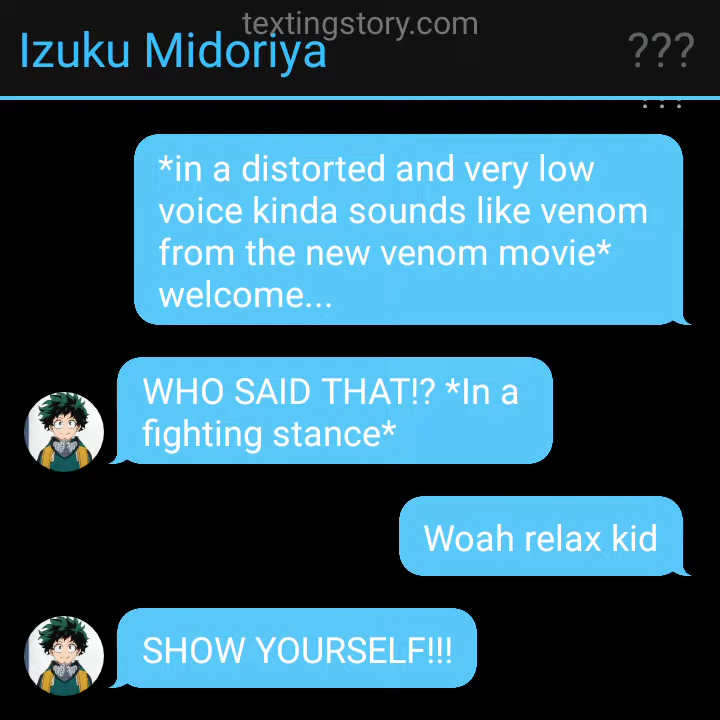 textingstory.com
Izuku Midoriya
???
*in a distorted and very low
voice kinda sounds like venom
from the new venom movie*
welcome...
WHO SAID THAT!? *In a
fighting stance*
Woah relax kid
SHOW YOURSELF!!!